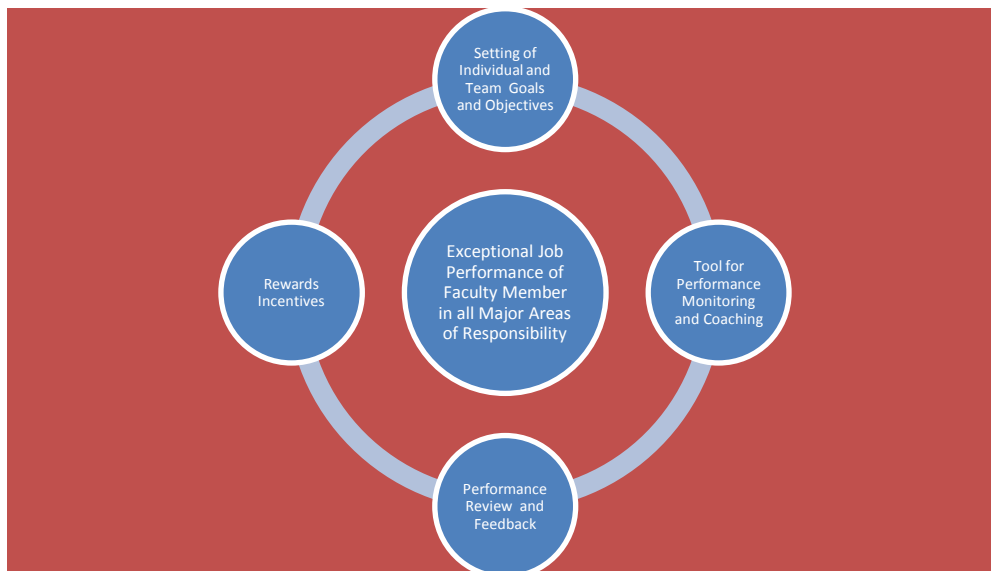 Setting of
Individual and
Team Goals
and Objectives
Exceptional Job
Performance of
Faculty Member
in all Major Areas
of Responsibility
Rewards
Incentives
Tool for
Performance
Monitoring
and Coaching
Performance
Review and
Feedback